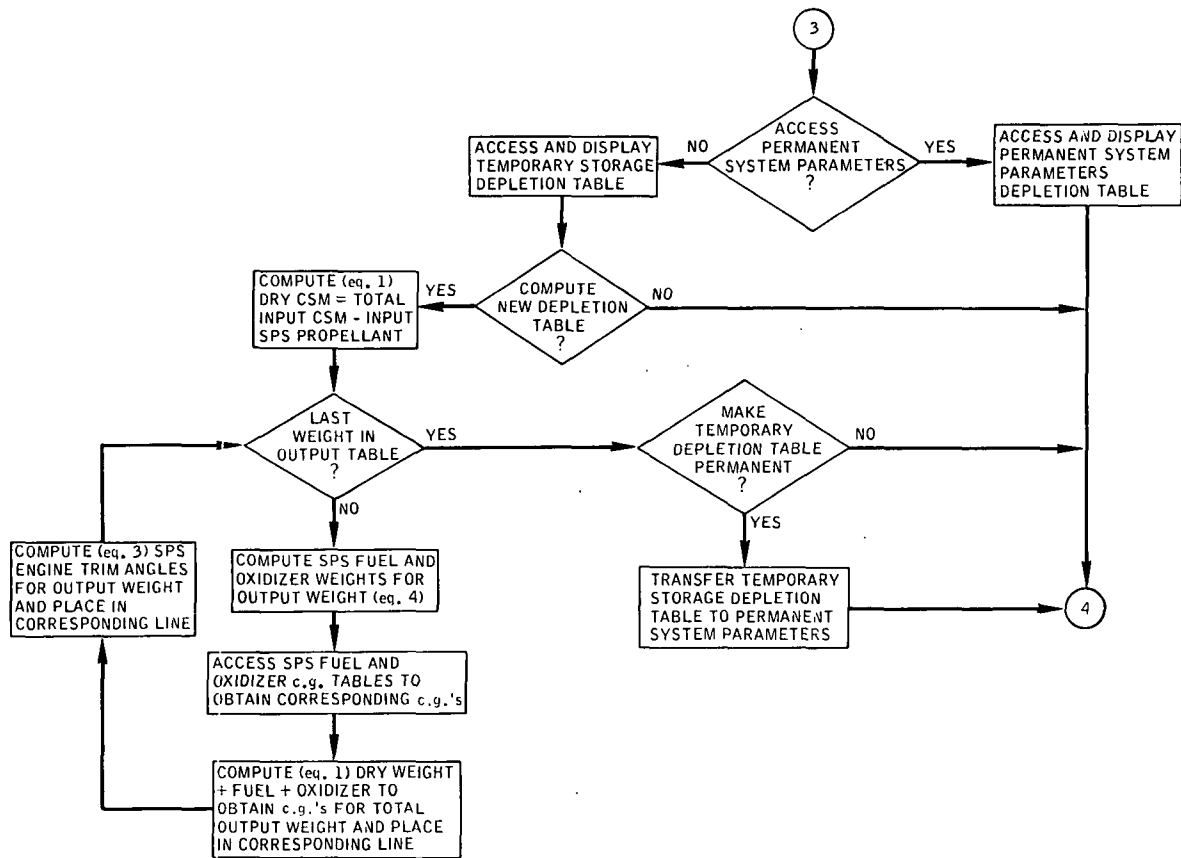 3
ACCESS
PERMANENT
SYSTEM PARAMETERS
?
NO
YES
ACCESS AND DISPLAY
TEMPORARY STORAGE
DEPLETION TABLE
ACCESS AND DISPLAY
PERMANENT SYSTEM
PARAMETERS
DEPLETION TABLE
COMPUTE
NEW DEPLETION
TABLE
?
YES
NO
COMPUTE (eq. 1)
DRY CSM = TOTAL
INPUT CSM - INPUT
SPS PROPELLANT
LAST
WEIGHT IN
OUTPUT TABLE
?
YES
NO
MAKE
TEMPORARY
DEPLETION TABLE
PERMANENT
?
NO
YES
COMPUTE (eq. 3) SPS
ENGINE TRIM ANGLES
FOR OUTPUT WEIGHT
AND PLACE IN
CORRESPONDING LINE
COMPUTE SPS FUEL AND
OXIDIZER WEIGHTS FOR
OUTPUT WEIGHT (eq. 4)
TRANSFER TEMPORARY
STORAGE DEPLETION
TABLE TO PERMANENT
SYSTEM PARAMETERS
4
ACCESS SPS FUEL AND
OXIDIZER c.g. TABLES TO
OBTAIN CORRESPONDING c.g.'s
COMPUTE (eq. 1) DRY WEIGHT
+ FUEL + OXIDIZER TO
OBTAIN c.g.'s FOR TOTAL
OUTPUT WEIGHT AND PLACE
IN CORRESPONDING LINE